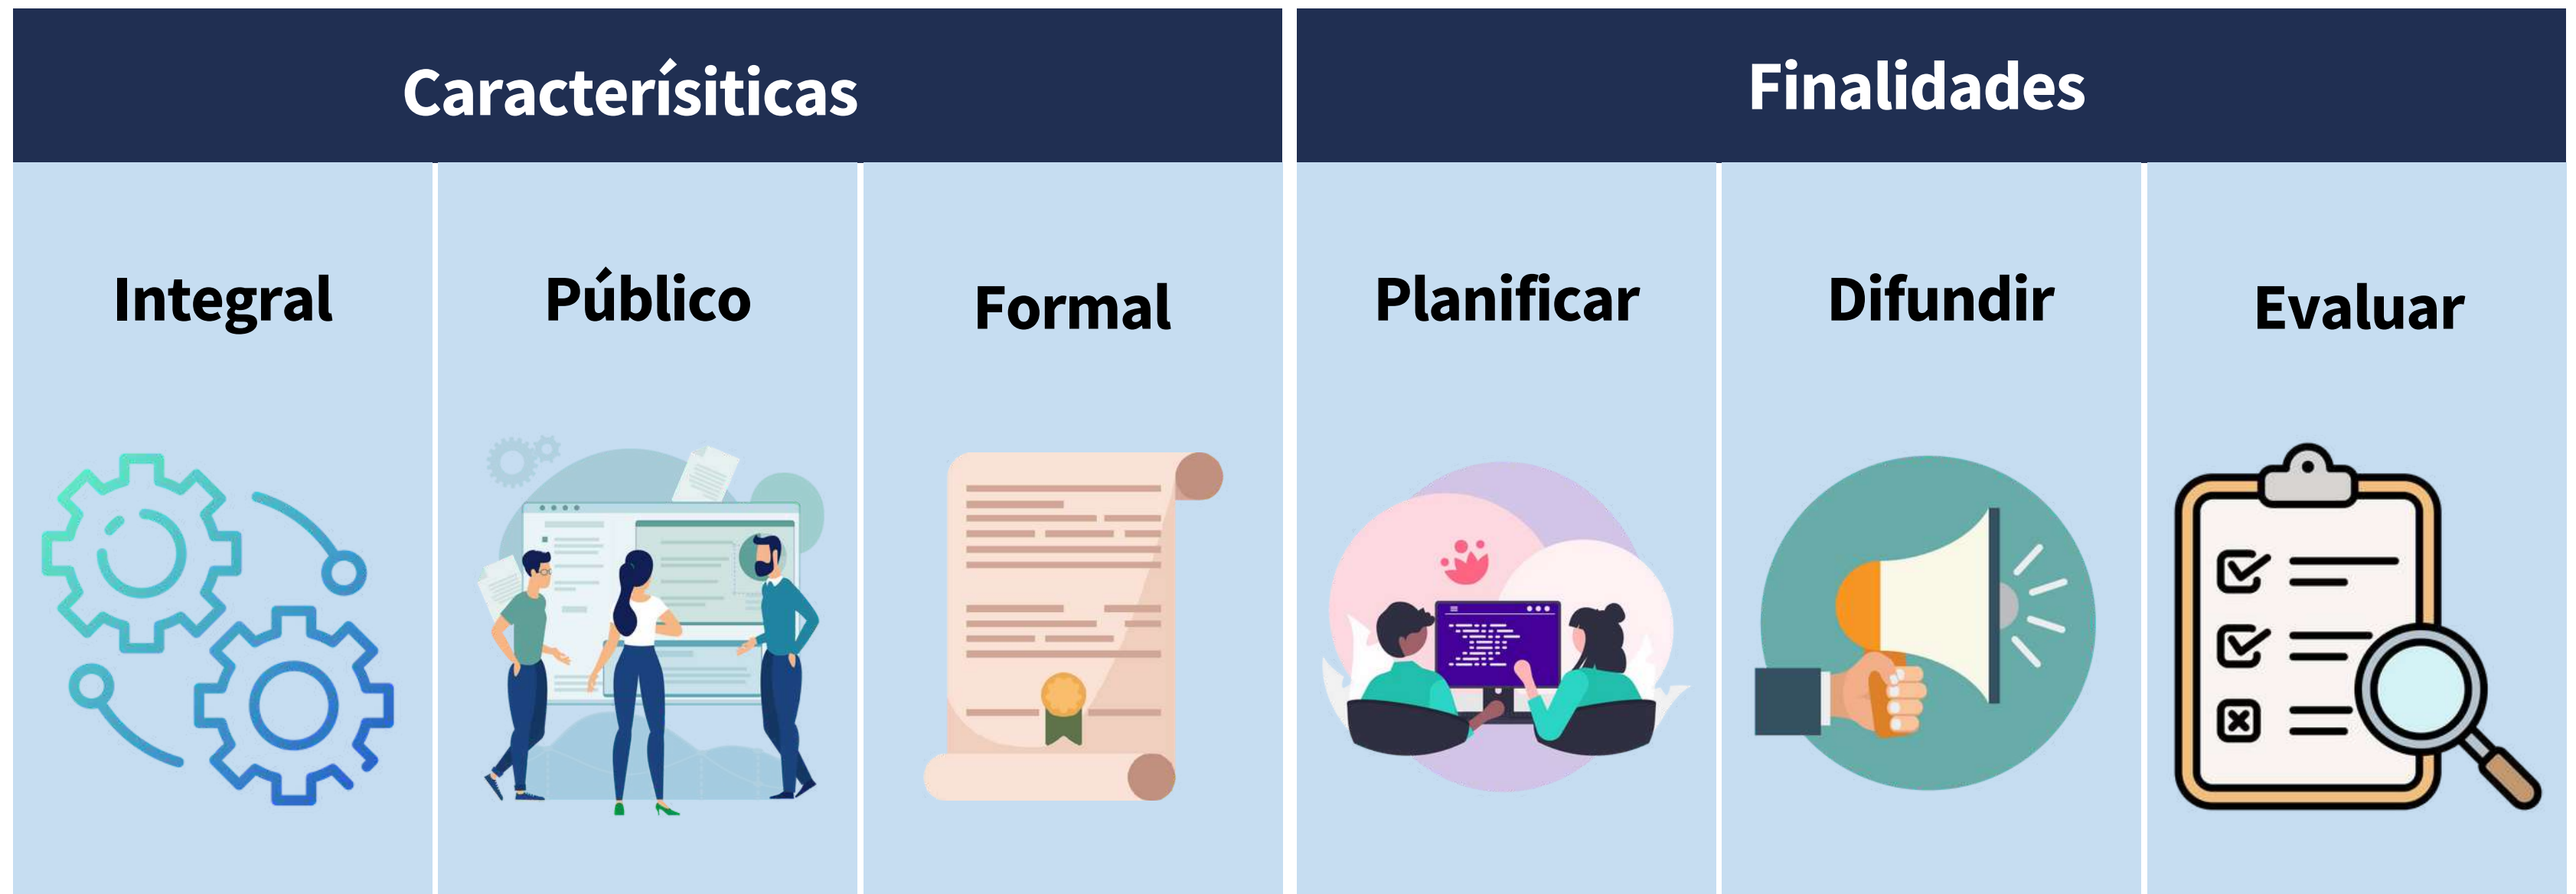 Caracterísiticas
Finalidades
Integral
Público
Formal
Planificar
Difundir
Evaluar